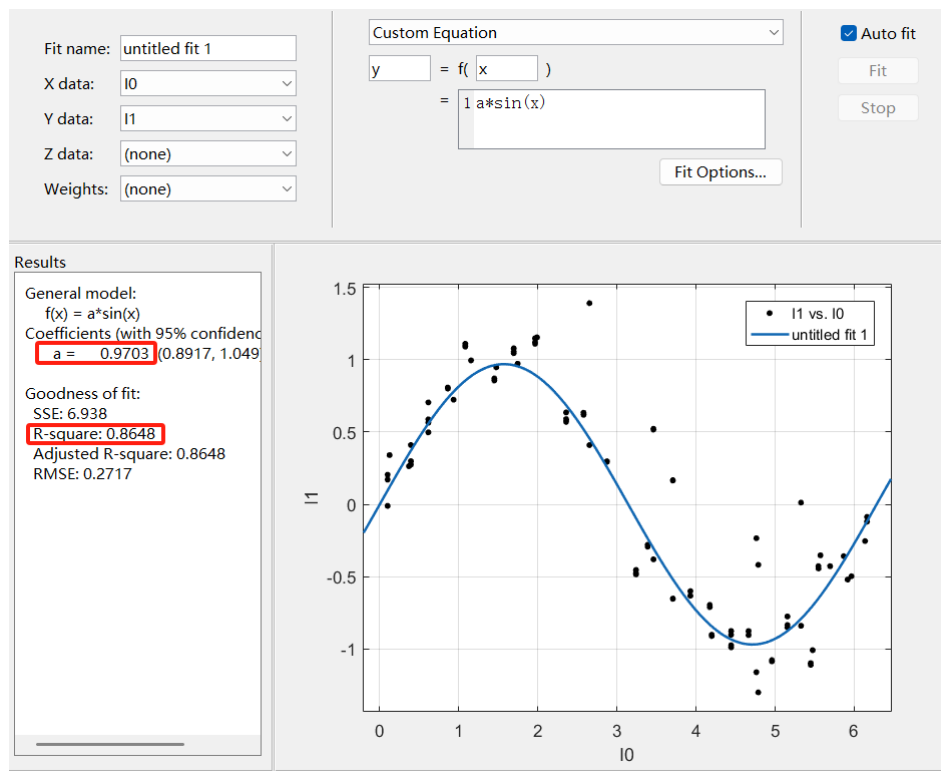 Fit name: untitled fit 1
X data: I0
Y data: I1
Z data: (none)
Weights: (none)
Custom Equation
y = f( x )
= 1 a*sin(x)
Fit Options...
Auto fit
Fit
Stop
Results
General model:
f(x) = a*sin(x)
Coefficients (with 95% confidenc
a = 0.9703 (0.8917, 1.049
Goodness of fit:
SSE: 6.938
R-square: 0.8648
Adjusted R-square: 0.8648
RMSE: 0.2717
I1 vs. I0
untitled fit 1
1.5
1
0.5
0
-0.5
-1
I1
0 1 2 3 4 5 6
I0